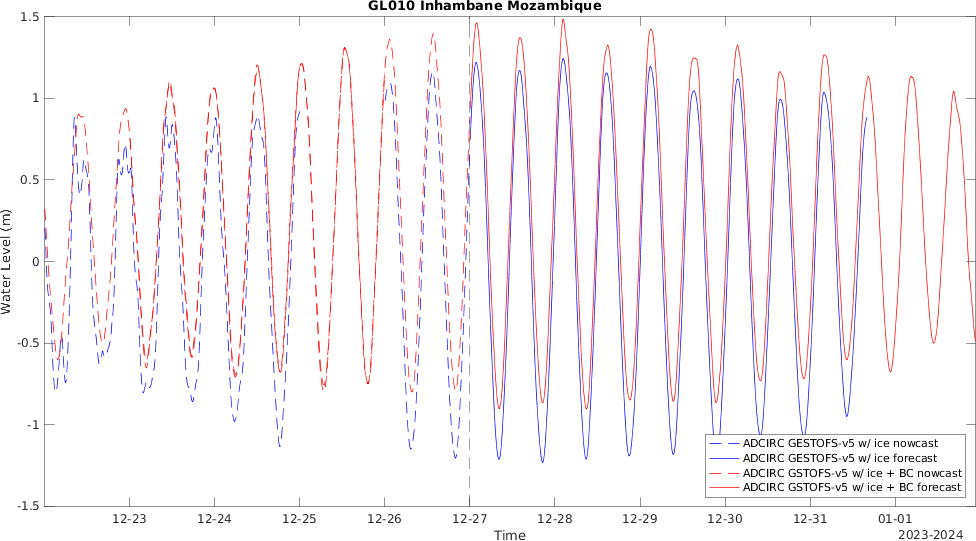 GL010 Inhambane Mozambique
1.5
1
0.5
0
-0.5
-1
-1.5
Water Level (m)
ADCIRC GESTOFS-v5 w/ ice nowcast
ADCIRC GESTOFS-v5 w/ ice forecast
ADCIRC GSTOFS-v5 w/ ice + BC nowcast
ADCIRC GSTOFS-v5 w/ ice + BC forecast
12-23 12-24 12-25 12-26 12-27 12-28 12-29 12-30 12-31 01-01
Time
2023-2024